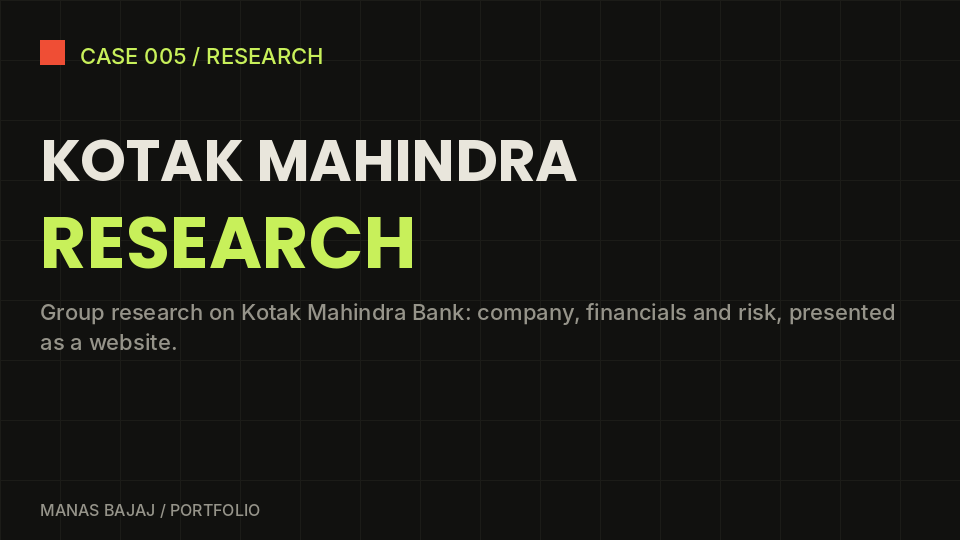 CASE 005 / RESEARCH
KOTAK MAHINDRA
RESEARCH
Group research on Kotak Mahindra Bank: company, financials and risk, presented
as a website.
MANAS BAJAJ / PORTFOLIO